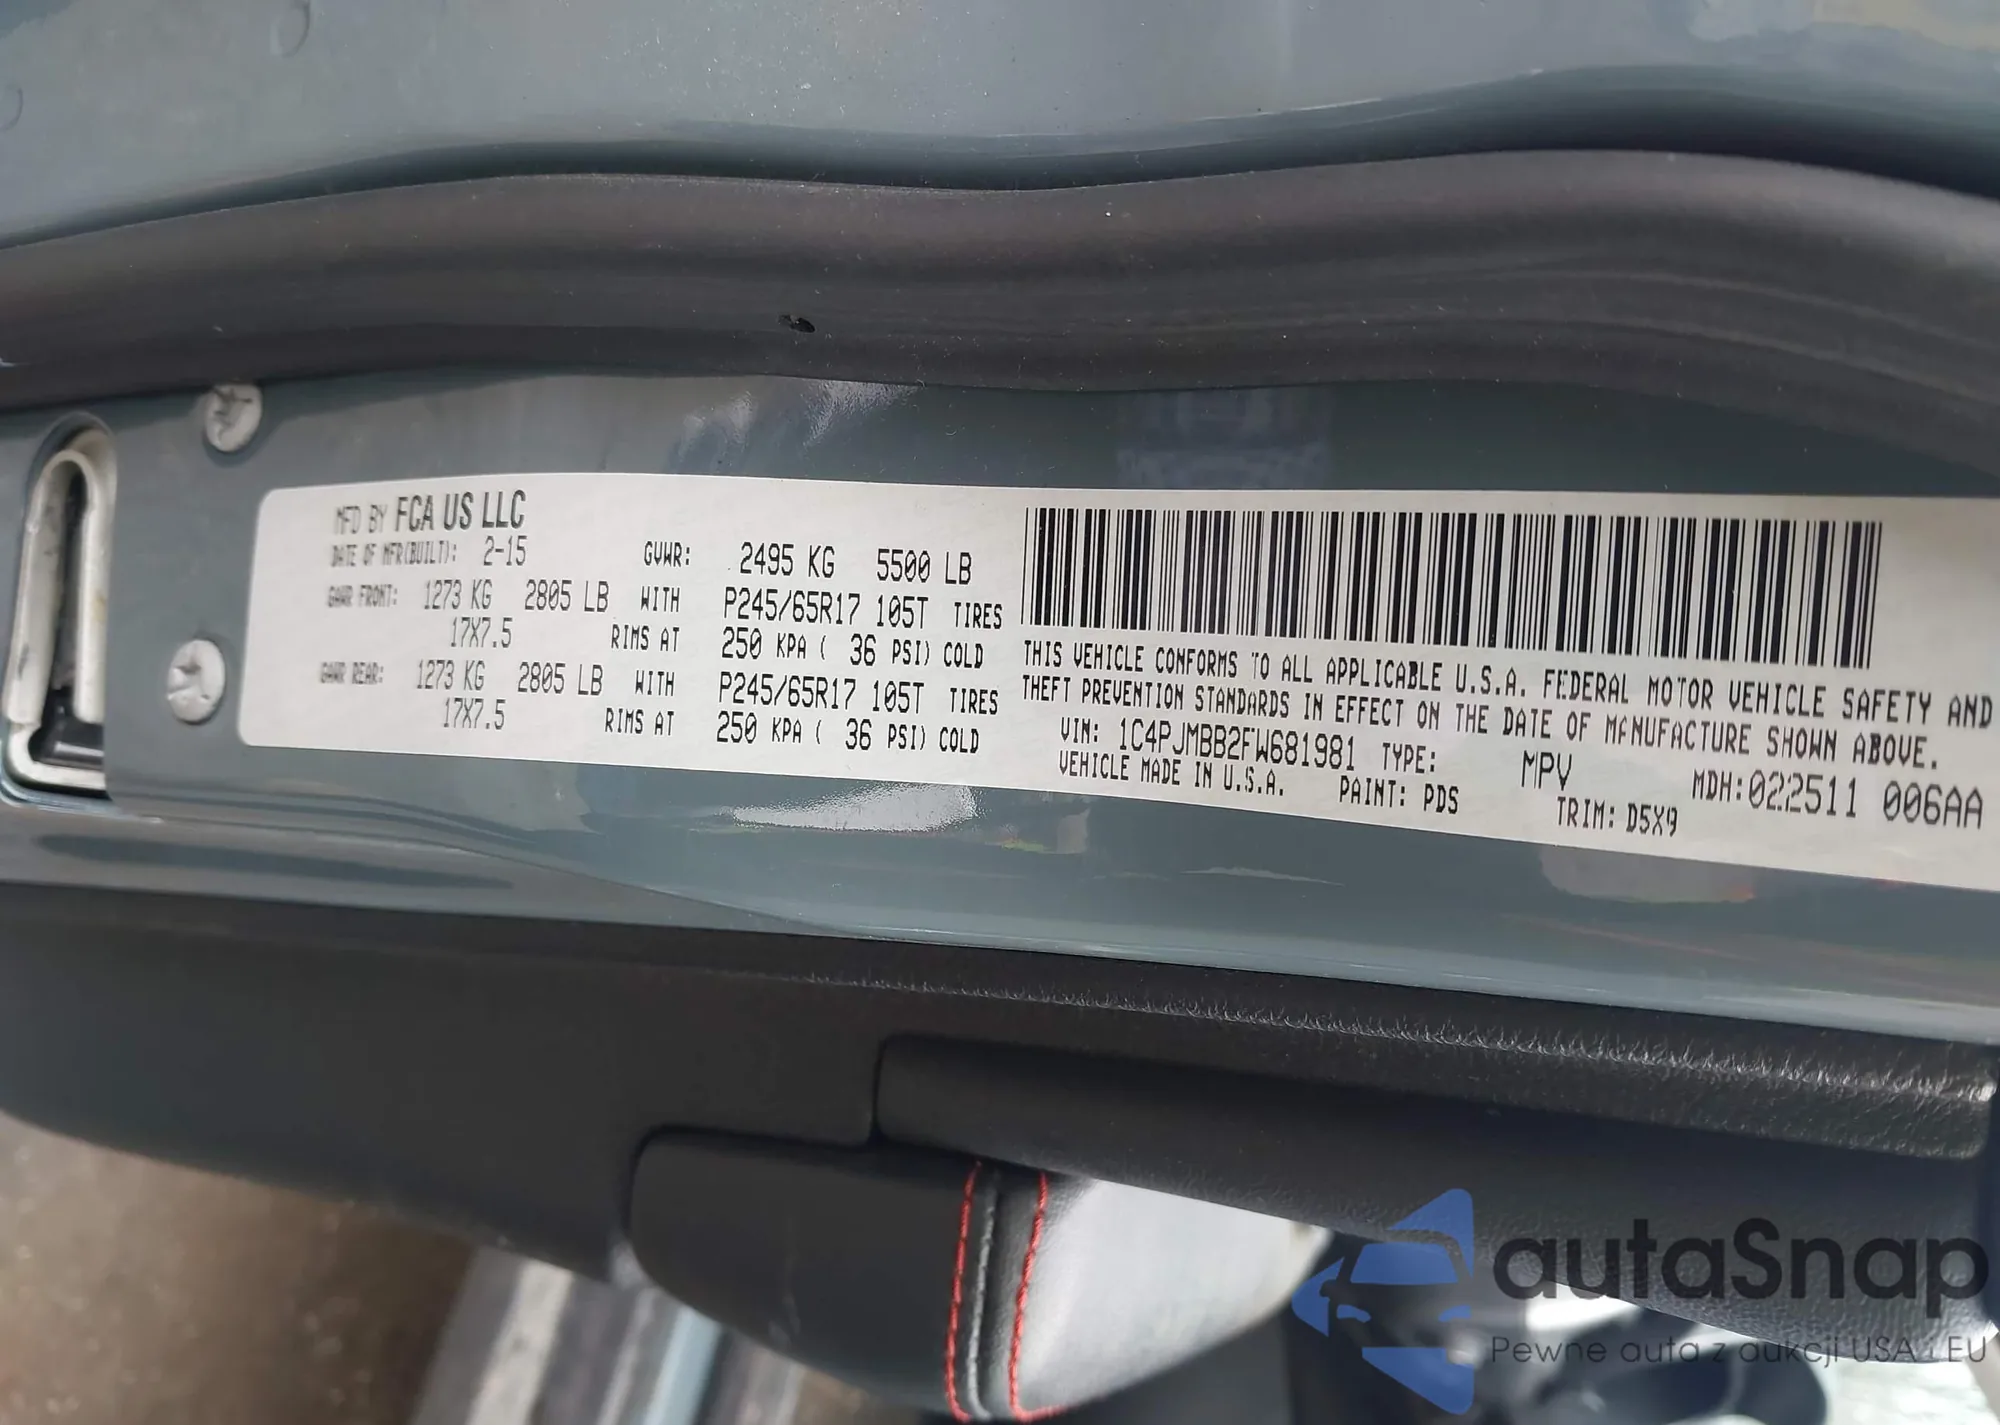 MFD BY FCA US LLC
DATE OF MFR(BUILT): 2-15 GVWR: 2495 KG 5500 LB
GAWR FRONT: 1273 KG 2805 LB WITH P245/65R17 105T TIRES
17X7.5 RIMS AT 250 KPA ( 36 PSI) COLD
GAWR REAR: 1273 KG 2805 LB WITH P245/65R17 105T TIRES
17X7.5 RIMS AT 250 KPA ( 36 PSI) COLD
THIS VEHICLE CONFORMS TO ALL APPLICABLE U.S.A. FEDERAL MOTOR VEHICLE SAFETY AND
THEFT PREVENTION STANDARDS IN EFFECT ON THE DATE OF MANUFACTURE SHOWN ABOVE.
VIN: 1C4PJMBB2FW681981 TYPE: MPV MDH:022511 006AA
VEHICLE MADE IN U.S.A. PAINT: PDS TRIM: D5X9
autaSnap
Pewne auta z aukcji USA i EU